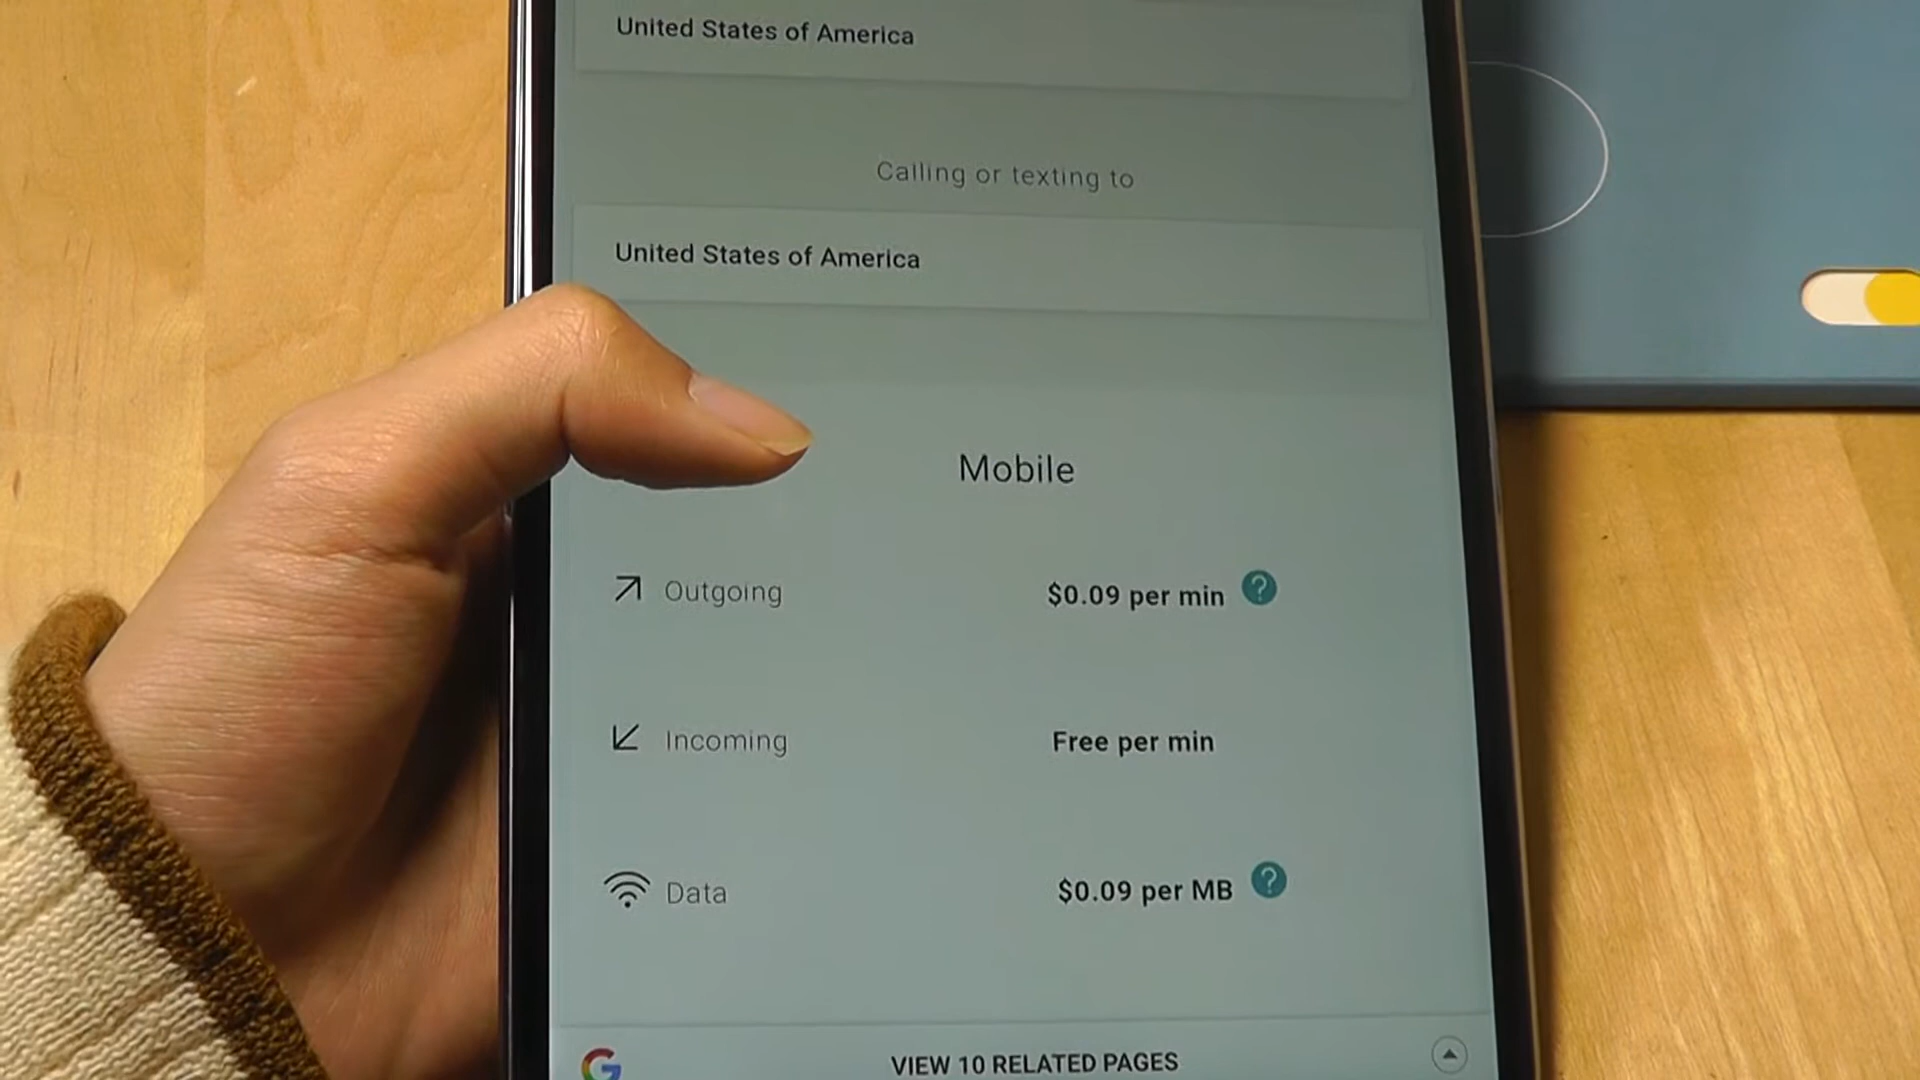 United States of America
Calling or texting to
United States of America
Mobile
Outgoing $0.09 per min ?
Incoming Free per min
Data $0.09 per MB ?
G VIEW 10 RELATED PAGES